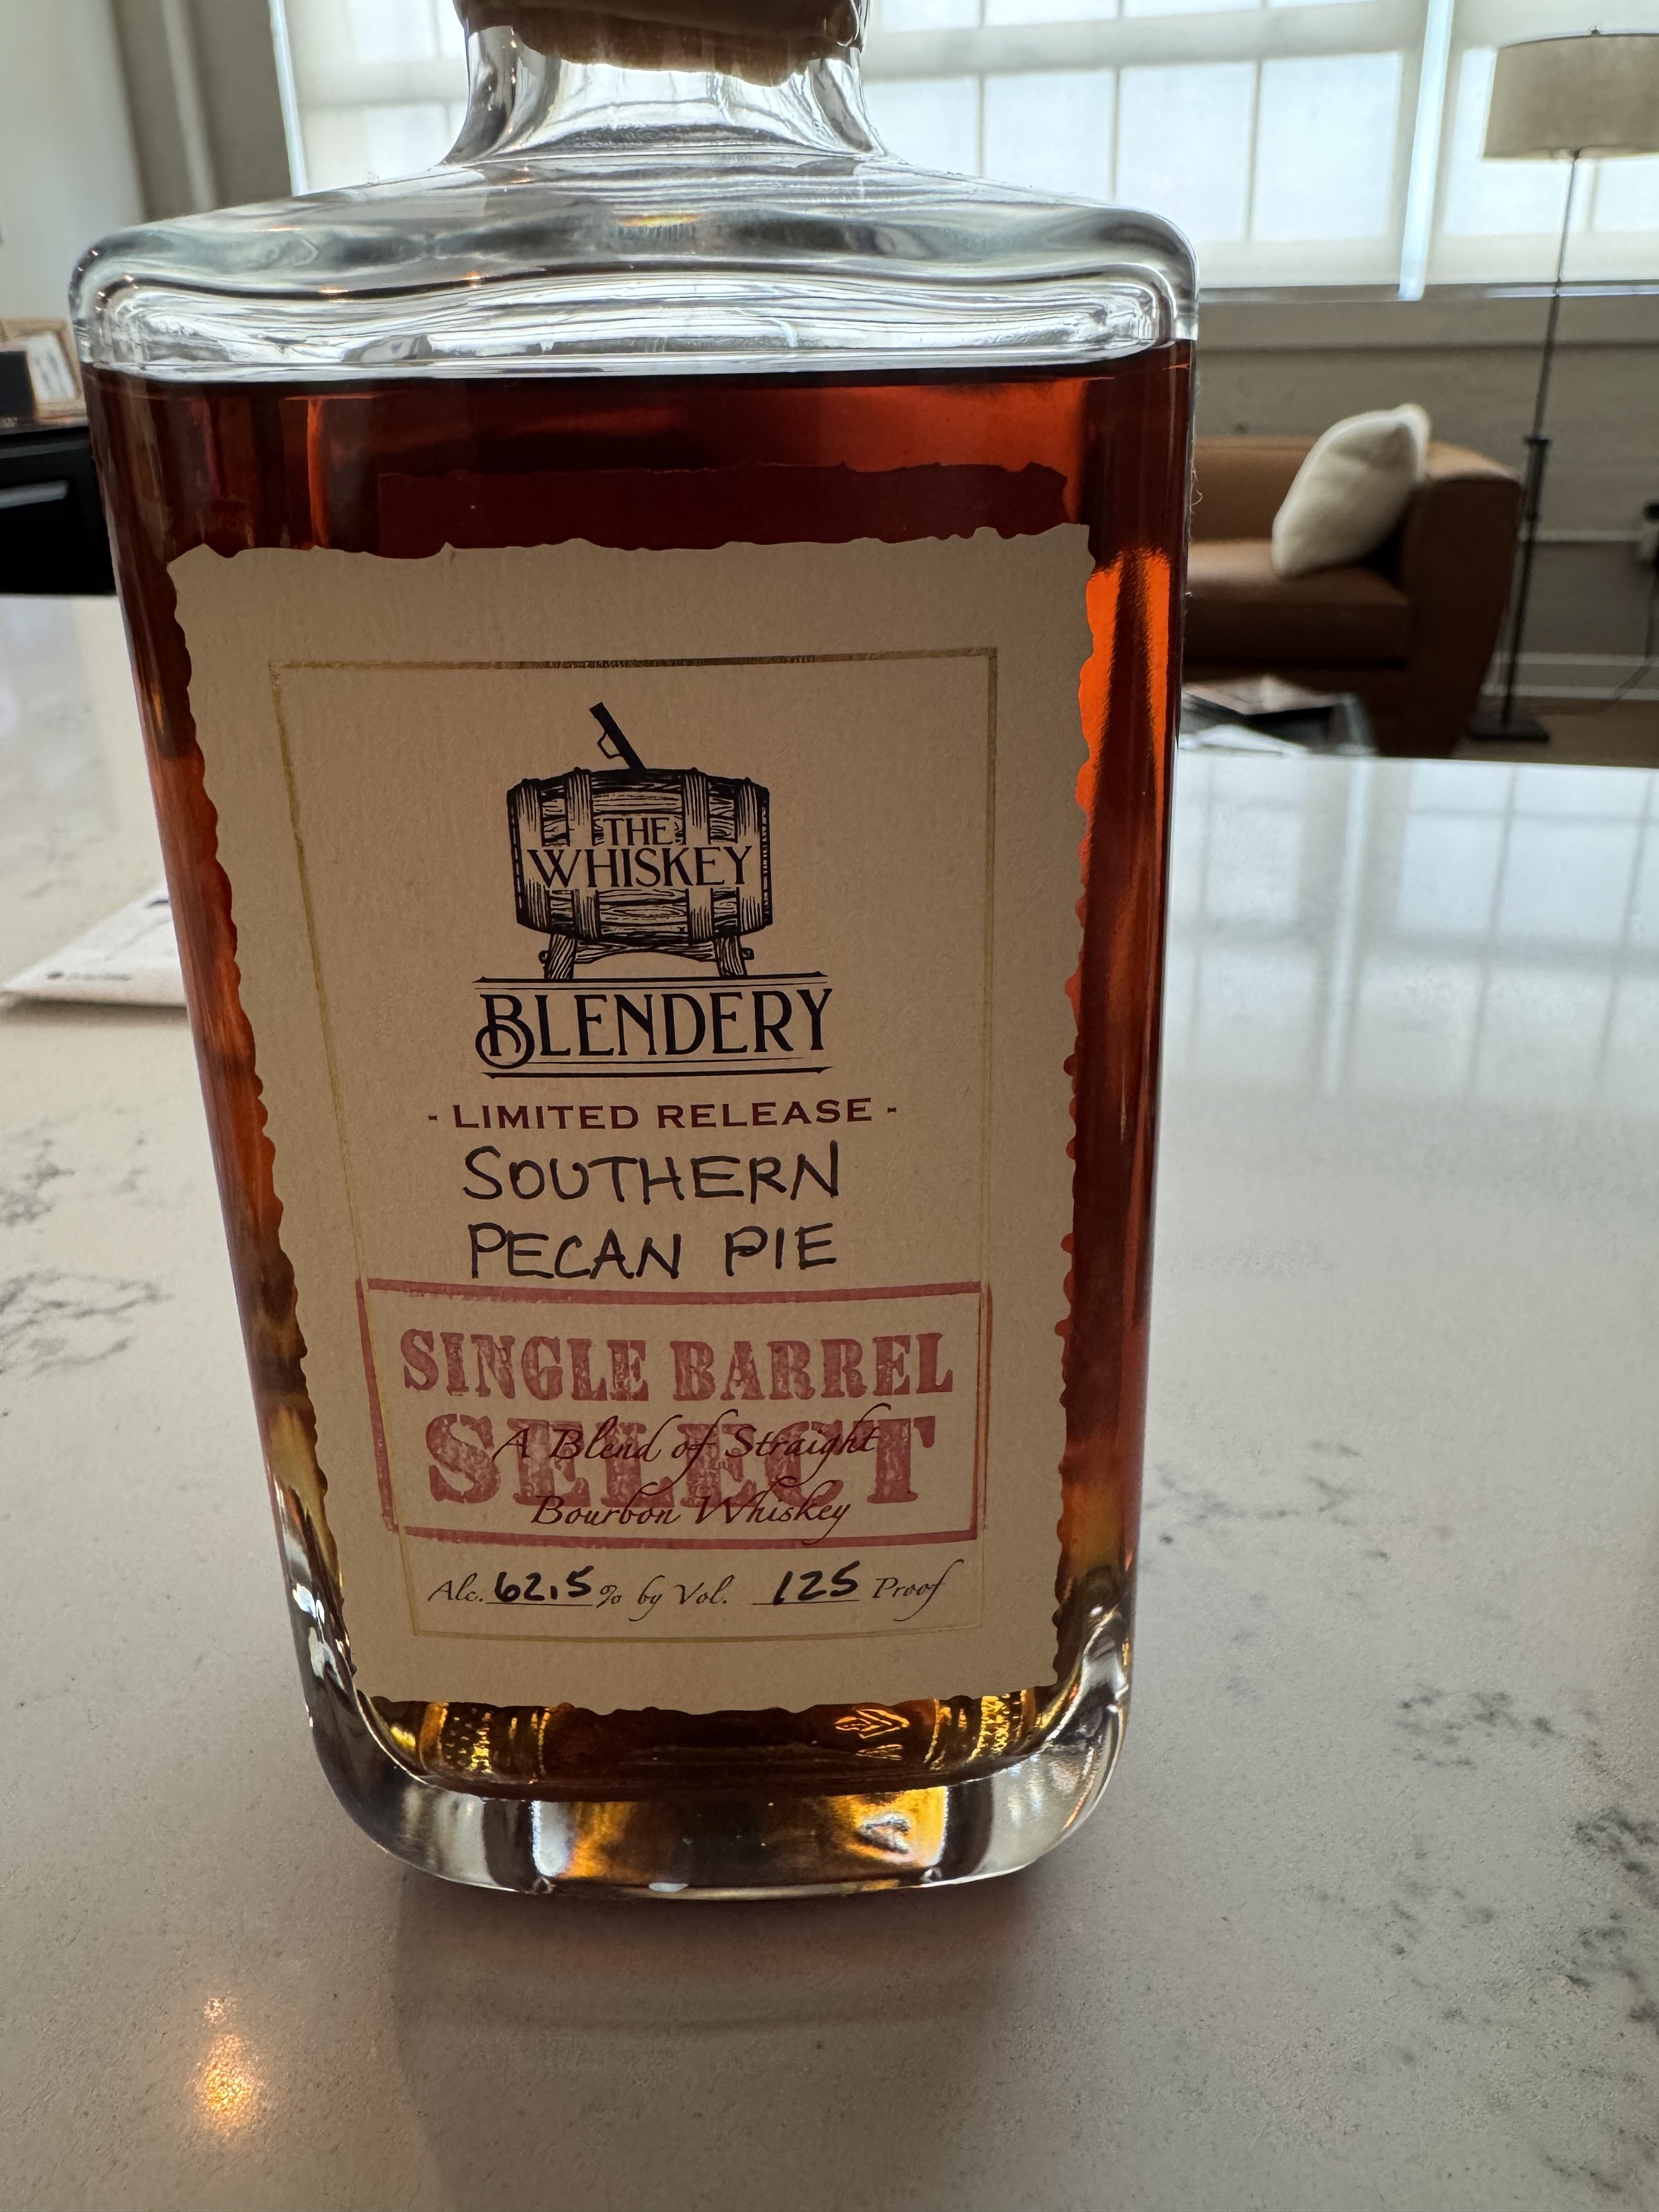 THE
WHISKEY
BLENDERY
- LIMITED RELEASE -
SOUTHERN
PECAN PIE
SINGLE BARREL
SELECT
A Blend of Straight
Bourbon Whiskey
Alc. 62.5% by Vol. 125 Proof